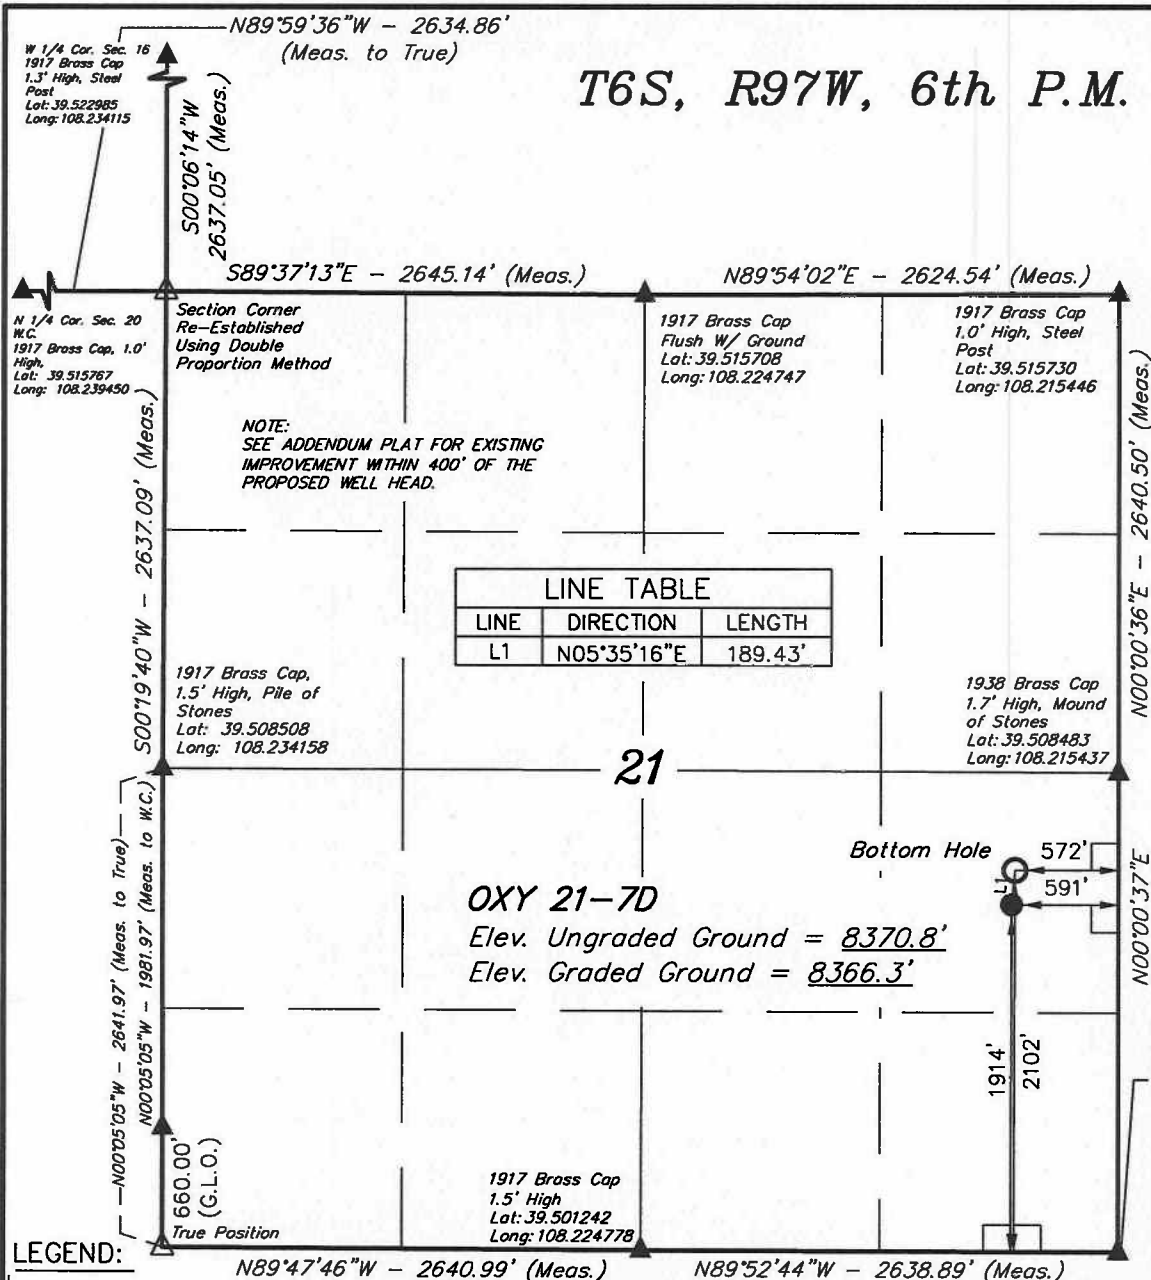 N89°59'36"W - 2634.86'
(Meas. to True)
W 1/4 Cor. Sec. 16
1917 Brass Cap
1.3' High, Steel
Post
Lat: 39.522985
Long: 108.234115
T6S, R97W, 6th P.M.
S00°06'14"W
2637.05' (Meas.)
S89°37'13"E - 2645.14' (Meas.)
N89°54'02"E - 2624.54' (Meas.)
N 1/4 Cor. Sec. 20
W.C.
1917 Brass Cap, 1.0'
High,
Lat: 39.515767
Long: 108.239450
Section Corner
Re-Established
Using Double
Proportion Method
1917 Brass Cap
Flush W/ Ground
Lat: 39.515708
Long: 108.224747
1917 Brass Cap
1.0' High, Steel
Post
Lat: 39.515730
Long: 108.215446
NOTE:
SEE ADDENDUM PLAT FOR EXISTING
IMPROVEMENT WITHIN 400' OF THE
PROPOSED WELL HEAD.
S00°19'40"W - 2637.09' (Meas.)
N00°00'36"E - 2640.50' (Meas.)
LINE TABLE
LINE DIRECTION LENGTH
L1 N05°35'16"E 189.43'
1917 Brass Cap,
1.5' High, Pile of
Stones
Lat: 39.508508
Long: 108.234158
1938 Brass Cap
1.7' High, Mound
of Stones
Lat: 39.508483
Long: 108.215437
21
Bottom Hole
572'
L1
591'
OXY 21-7D
Elev. Ungraded Ground = 8370.8'
Elev. Graded Ground = 8366.3'
N00°05'05"W - 2641.97' (Meas. to True)
N00°05'05"W - 1981.97' (Meas. to W.C.)
N00°00'37"E
1914'
2102'
660.00'
(G.L.O.)
True Position
1917 Brass Cap
1.5' High
Lat: 39.501242
Long: 108.224778
LEGEND:
N89°47'46"W - 2640.99' (Meas.)
N89°52'44"W - 2638.89' (Meas.)